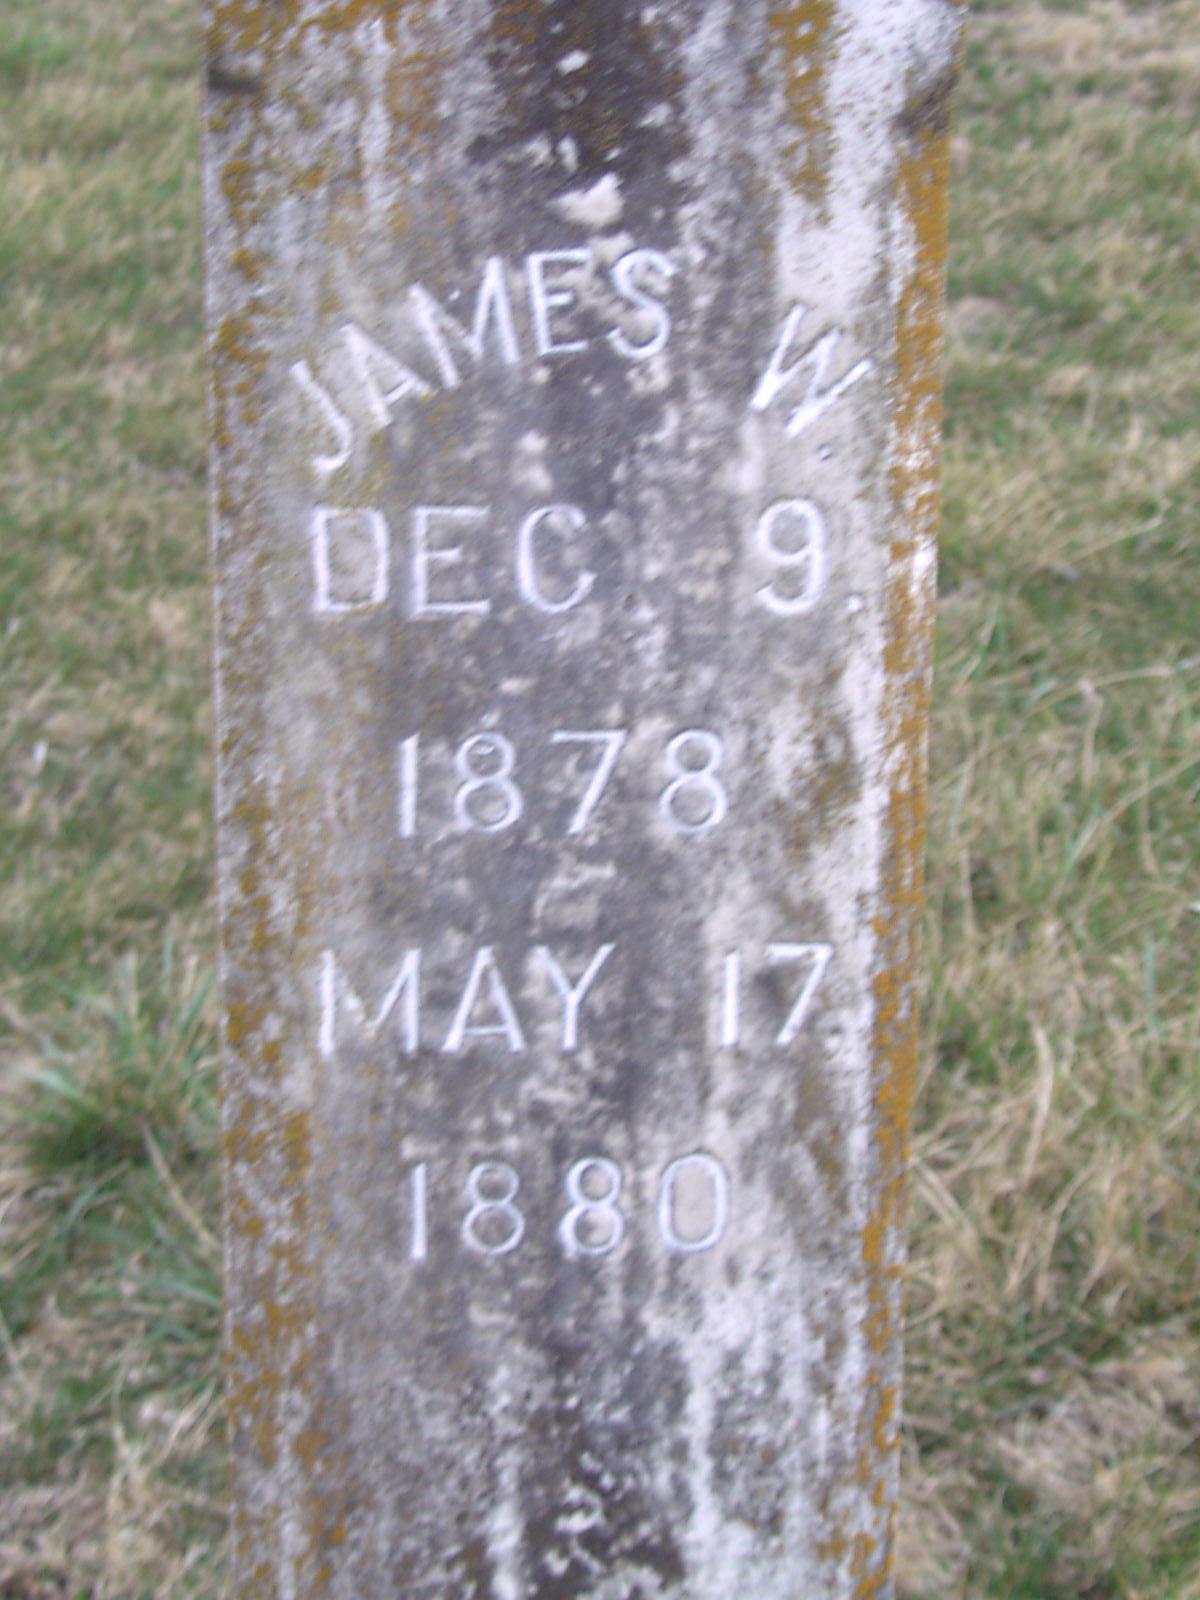 JAMES W.
DEC. 9.
1878
MAY 17.
1880